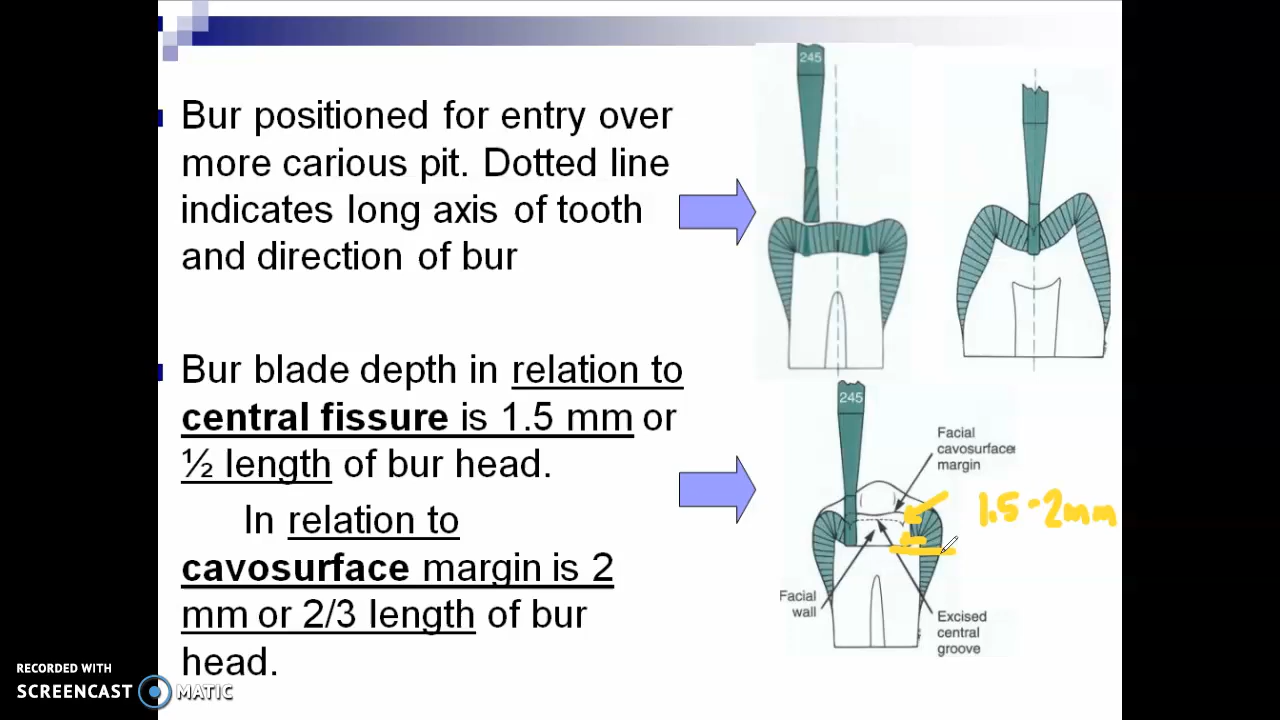 Bur positioned for entry over
more carious pit. Dotted line
indicates long axis of tooth
and direction of bur
Bur blade depth in relation to
central fissure is 1.5 mm or
½ length of bur head.
In relation to
cavosurface margin is 2
mm or 2/3 length of bur
head.
245
245
Facial
cavosurface
margin
1.5-2mm
Facial
wall
Excised
central
groove
RECORDED WITH
SCREENCAST MATIC